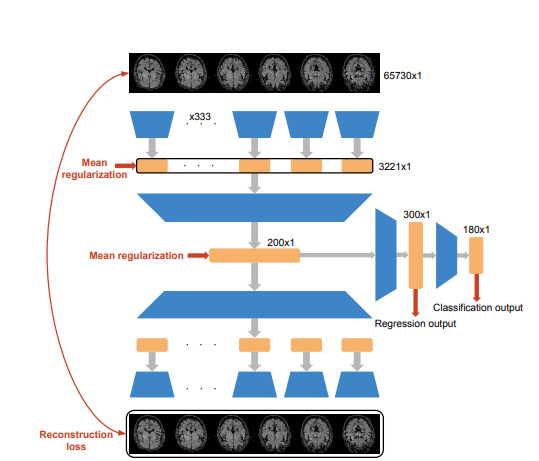 65730x1
x333
. . .
Mean
regularization
. . .
3221x1
200x1
300x1
180x1
Mean regularization
Classification output
Regression output
. . .
. . .
Reconstruction
loss